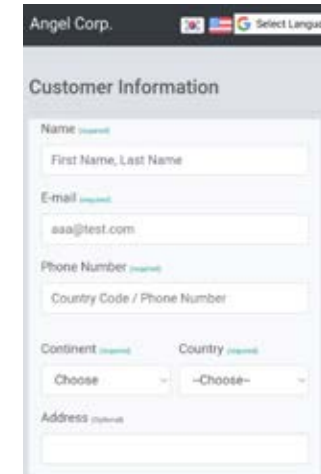 Angel Corp.
G Select Langua
Customer Information
Name (required)
First Name, Last Name
E-mail (required)
aaa@test.com
Phone Number (required)
Country Code / Phone Number
Continent (required) Country (required)
Choose --Choose--
Address (Optional)